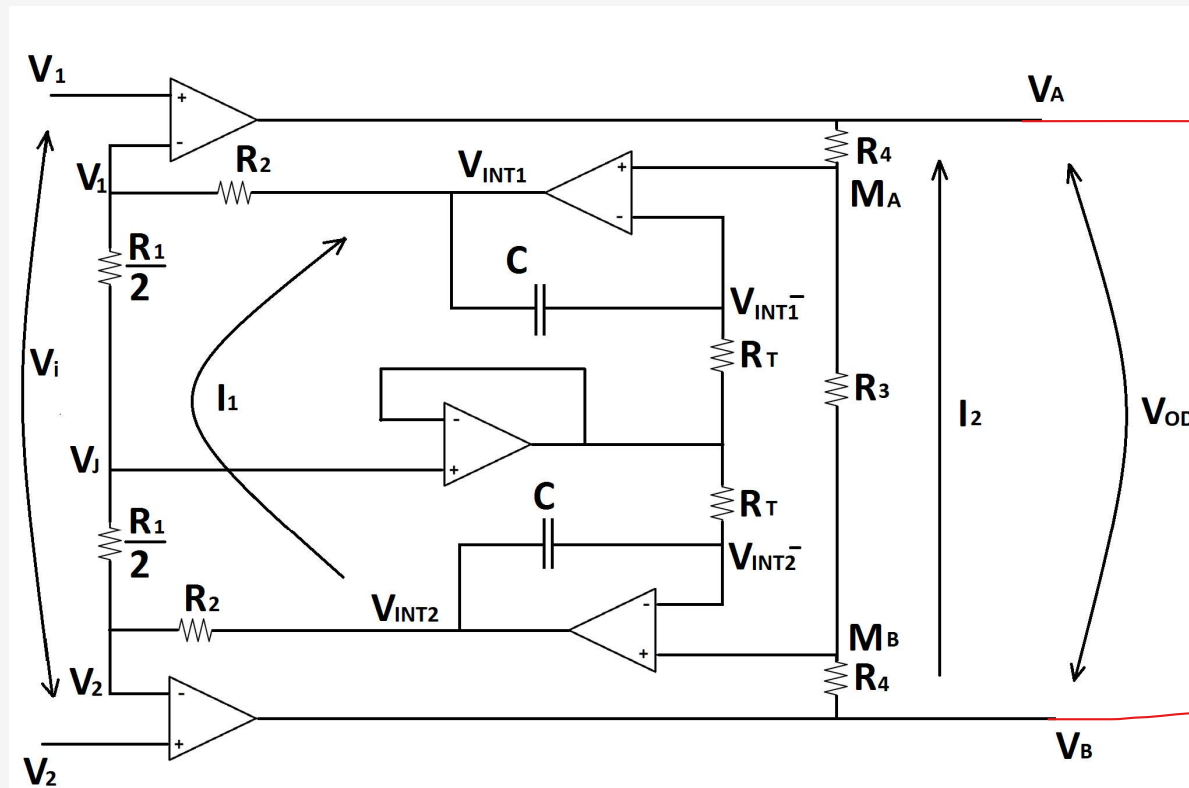 V1
VA
+
-
R2
VINT1
+
R4
V1
MA
-
R1
2
C
VINT1-
RT
Vi
I1
R3
I2
VOD
-
VJ
+
C
RT
R1
2
VINT2-
R2
VINT2
-
MB
+
V2
-
R4
+
VB
V2